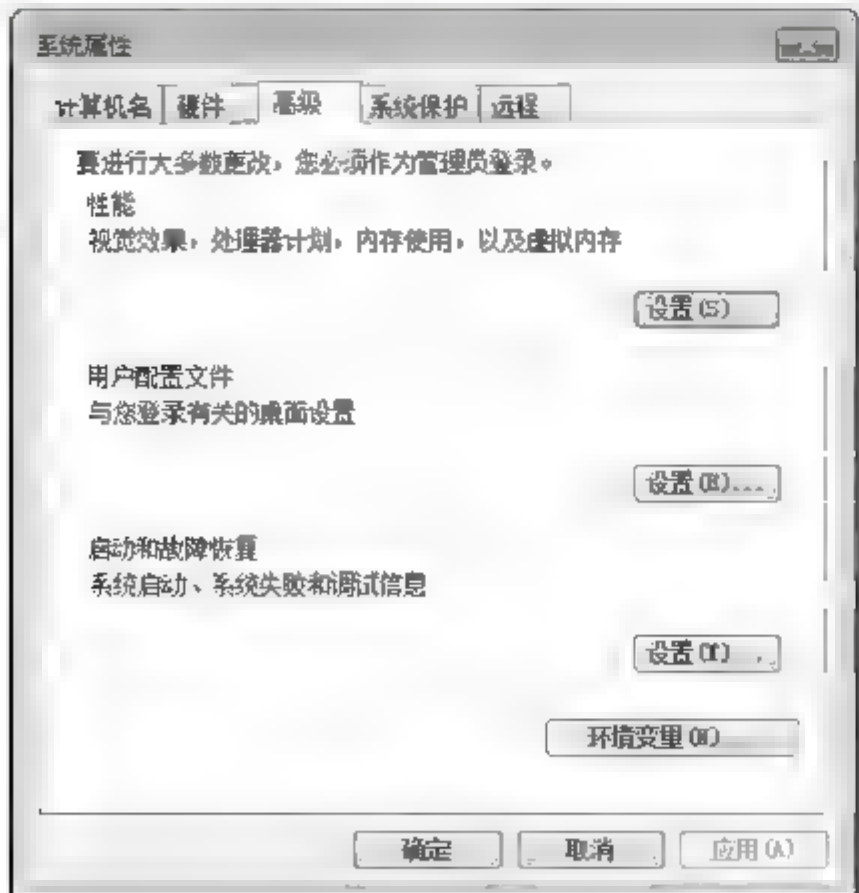 系统属性
计算机名 硬件 高级 系统保护 远程
要进行大多数更改，您必须作为管理员登录。
性能
视觉效果，处理器计划，内存使用，以及虚拟内存
设置(S)
用户配置文件
与您登录有关的桌面设置
设置(E)...
启动和故障恢复
系统启动、系统失败和调试信息
设置(T)
环境变量(N)
确定 取消 应用(A)